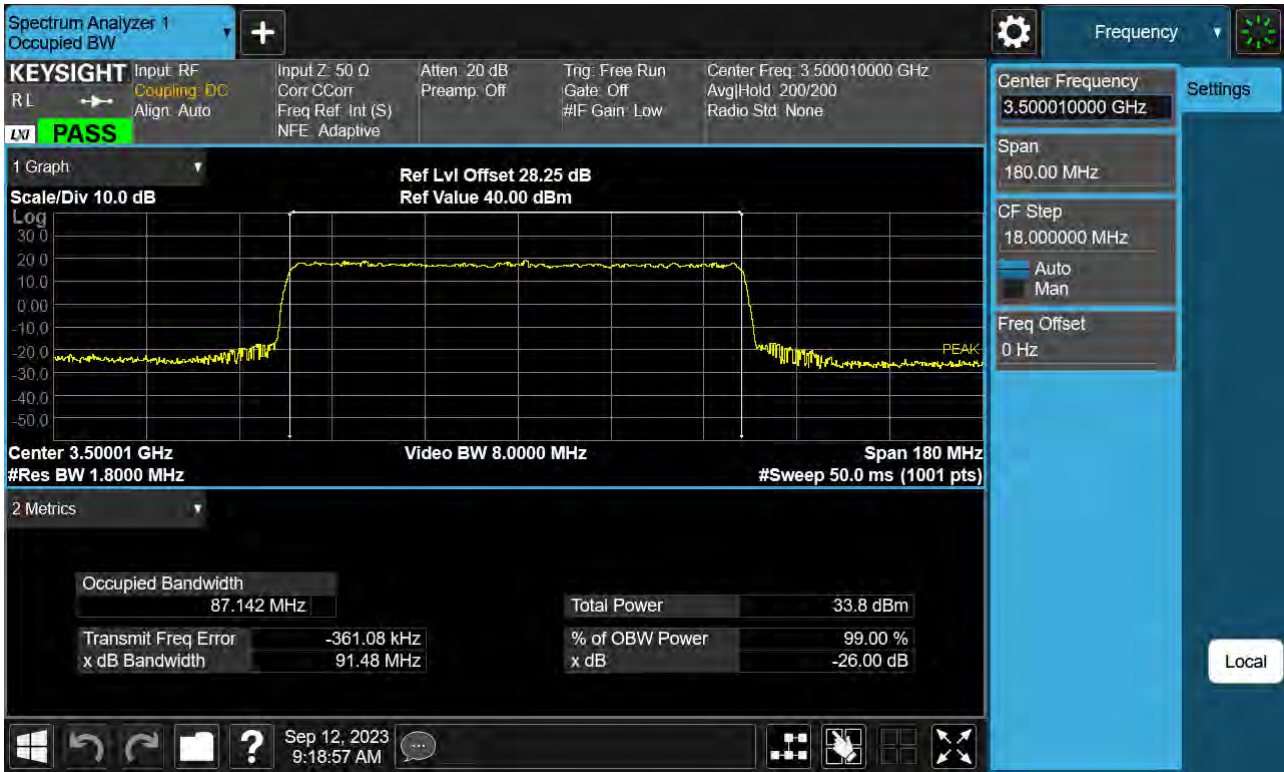 Spectrum Analyzer 1
Occupied BW
+
Frequency
KEYSIGHT
RL
LXI
PASS
Input: RF
Coupling: DC
Align: Auto
Input Z: 50 Ω
Corr CCorr
Freq Ref: Int (S)
NFE: Adaptive
Atten: 20 dB
Preamp: Off
Trig: Free Run
Gate: Off
#IF Gain: Low
Center Freq: 3.500010000 GHz
Avg|Hold: 200/200
Radio Std: None
Center Frequency
3.500010000 GHz
Settings
Span
180.00 MHz
CF Step
18.000000 MHz
Auto
Man
Freq Offset
0 Hz
1 Graph
Scale/Div 10.0 dB
Ref Lvl Offset 28.25 dB
Ref Value 40.00 dBm
Log
30.0
20.0
10.0
0.00
-10.0
-20.0
-30.0
-40.0
-50.0
PEAK
Center 3.50001 GHz
#Res BW 1.8000 MHz
Video BW 8.0000 MHz
Span 180 MHz
#Sweep 50.0 ms (1001 pts)
2 Metrics
Occupied Bandwidth
87.142 MHz
Total Power 33.8 dBm
Transmit Freq Error -361.08 kHz
% of OBW Power 99.00 %
x dB Bandwidth 91.48 MHz
x dB -26.00 dB
Local
?
Sep 12, 2023
9:18:57 AM